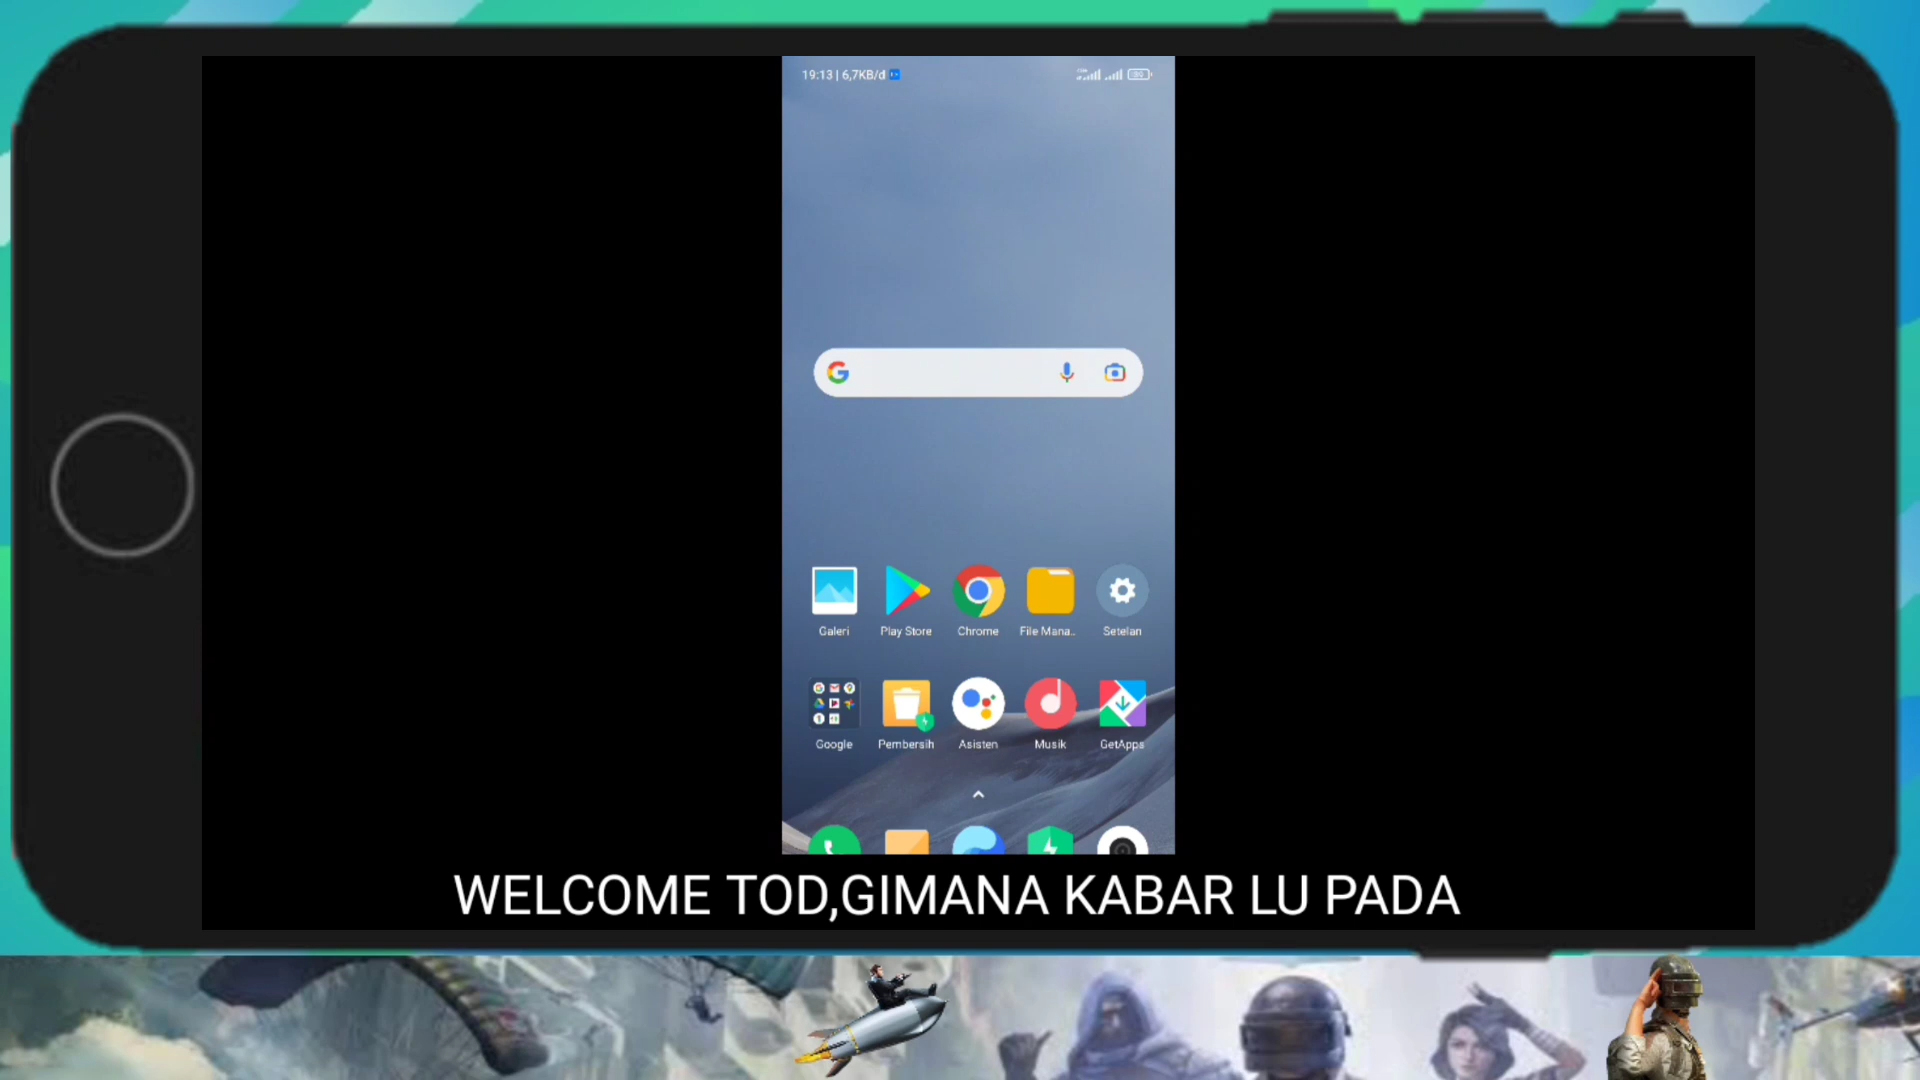 19:13 | 6,7KB/d
Galeri Play Store Chrome File Mana.. Setelan
Google Pembersih Asisten Musik GetApps
WELCOME TOD,GIMANA KABAR LU PADA